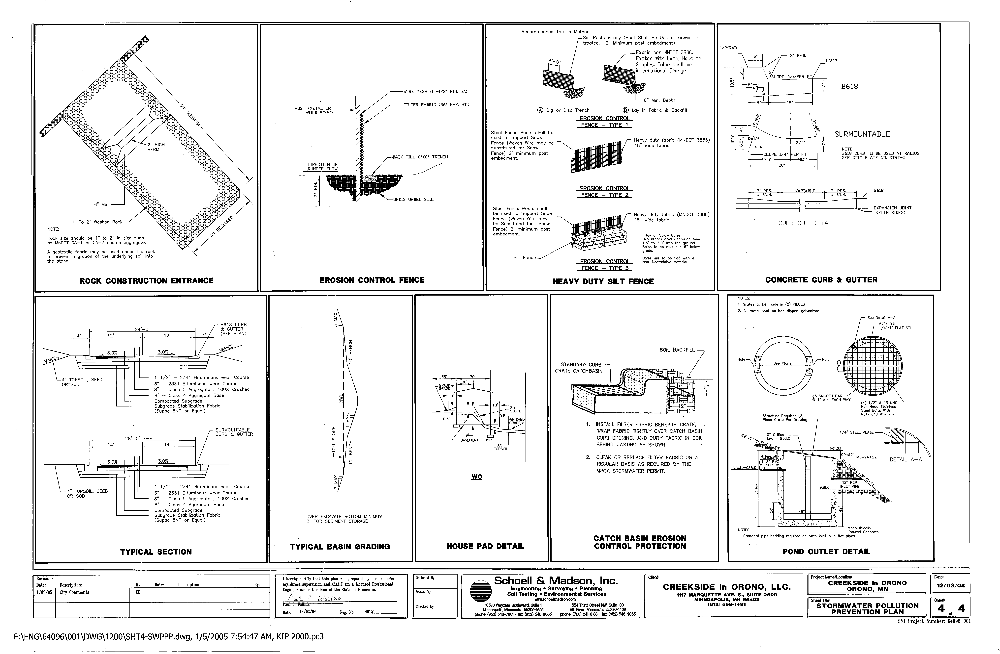 50' MINIMUM
2' HIGH
BERM
6" Min.
1" To 2" Washed Rock
AS REQUIRED
NOTE:
Rock size should be 1" to 2" in size such
as MnDOT CA-1 or CA-2 course aggregate.
A geotextile fabric may be used under the rock
to prevent migration of the underlying soil into
the stone.
ROCK CONSTRUCTION ENTRANCE
WIRE MESH (14-1/2" MIN. GA)
FILTER FABRIC (36" MAX. HT.)
POST (METAL OR
WOOD 2"X2")
BACK FILL 6"X6" TRENCH
DIRECTION OF
RUNOFF FLOW
12" MIN.
UNDISTURBED SOIL
EROSION CONTROL FENCE
Recommended Toe-In Method
Set Posts Firmly (Post Shall Be Oak or green
treated. 2' Minimum post embedment)
Fabric per MNDOT 3886.
Fasten with Lath, Nails or
Staples. Color shall be
international Orange
4'-0"
6" Min. Depth
A Dig or Disc Trench
B Lay in Fabric & Backfill
EROSION CONTROL
FENCE - TYPE 1
Steel Fence Posts shall be
used to Support Snow
Fence (Woven Wire may be
substituted for Snow
Fence) 2' minimum post
embedment.
Heavy duty fabric (MNDOT 3886)
48" wide fabric
EROSION CONTROL
FENCE - TYPE 2
Steel Fence Posts shall
be used to Support Snow
Fence (Woven Wire may
be Subsituted for Snow
Fence) 2' minimum post
embedment.
Heavy duty fabric (MNDOT 3886)
48" wide fabric
Hay or Straw Bales
Two rebars driven through bale
1.5' to 2.0' into the ground.
Bales to be recessed 6" below
grade.
Bales are to be tied with a
Non-Degradable Material.
Silt Fence
EROSION CONTROL
FENCE - TYPE 3
HEAVY DUTY SILT FENCE
1/2"RAD.
6"
3" RAD.
1/2"R
13.5"
6"
1
3
SLOPE 3/4"PER FT.
2"
2"
2"
7"
8"
18"
B618
R=28"
R=68"
R=12"
10.5"
4"
6.5"
3/4"
7"
SLOPE 1/4" PER FT.
17.5"
10.5"
28"
SURMOUNTABLE
NOTE:
B618 CURB TO BE USED AT RADIUS.
SEE CITY PLATE NO. STRT-5
3' RES.
5' COM.
VARIABLE
3' RES.
5' COM.
B618
EXPANSION JOINT
(BOTH SIDES)
CURB CUT DETAIL
CONCRETE CURB & GUTTER
24'-0"
4'
12'
12'
4'
B618 CURB
& GUTTER
(SEE PLAN)
3.0%
3.0%
VARIES
VARIES
4" TOPSOIL, SEED
OR SOD
1 1/2" - 2341 Bituminous wear Course
3" - 2331 Bituminous wear Course
8" - Class 5 Aggregate , 100% Crushed
8" - Class 4 Aggregate Base
Compacted Subgrade
Subgrade Stabilization Fabric
(Supac 8NP or Equal)
28'-0" F-F
14'
14'
SURMOUNTABLE
CURB & GUTTER
3.0%
3.0%
4" TOPSOIL, SEED
OR SOD
1 1/2" - 2341 Bituminous wear Course
3" - 2331 Bituminous wear Course
8" - Class 5 Aggregate , 100% Crushed
8" - Class 4 Aggregate Base
Compacted Subgrade
Subgrade Stabilization Fabric
(Supac 8NP or Equal)
TYPICAL SECTION
3 MAX.
1
10' BENCH
NWL
3 MAX.
1
10:1 SLOPE
10' BENCH
3 MAX.
1
OVER EXCAVATE BOTTOM MINIMUM
2' FOR SEDIMENT STORAGE
TYPICAL BASIN GRADING
35'
70'
30'
GRADING
GRADE
10'
10'
3:1
SLOPE
0.5'
2'
0.5'
FINISHED
GRADE
9'
BASEMENT FLOOR
0.5'
TOPSOIL
WO
HOUSE PAD DETAIL
SOIL BACKFILL
STANDARD CURB
GRATE CATCHBASIN
6"
12"
1. INSTALL FILTER FABRIC BENEATH GRATE,
WRAP FABRIC TIGHTLY OVER CATCH BASIN
CURB OPENING, AND BURY FABRIC IN SOIL
BEHIND CASTING AS SHOWN.
2. CLEAN OR REPLACE FILTER FABRIC ON A
REGULAR BASIS AS REQUIRED BY THE
MPCA STORMWATER PERMIT.
CATCH BASIN EROSION
CONTROL PROTECTION
NOTES:
1. Grates to be made in (2) PIECES
2. All metal shall be hot-dipped-galvanized
See Detail A-A
57"ø O.D.
1/4"X1" FLAT STL.
Hole
See Plans
Hole
#5 SMOOTH BAR
@ 4" o.c. EACH WAY
(4) 1/2" ø-13 UNC
Hex Head Stainless
Steel Bolts With
Nuts and Washers
Structure Requires (2)
Piece Grate Per Drawing
SEE PLANS FOR SLOPE
5" Orifice
Inv. = 938.0
1/4" STEEL PLATE
941.22
9"to12"
HWL=940.22
DETAIL A-A
8" PVC
SDR 35
OUTLET PIPE
N.W.L.=938.0
SEE PLANS FOR SLOPE
12" RCP
INLET PIPE
936.0
Varies
24"
48"
42"
Monolithically
Poured Concrete
NOTES:
1. Standard pipe bedding required on both inlet & outlet pipes.
POND OUTLET DETAIL
Revisions
Date: Description: By: Date: Description: By:
1/03/05 City Comments CB
I hereby certify that this plan was prepared by me or under
my direct supervision and that I am a Licensed Professional
Engineer under the laws of the State of Minnesota.
Paul C Wallick
Paul C. Wallick
Date: 12/03/04 Reg. No. 40151
Designed By:
Drawn By:
Checked By:
Schoell & Madson, Inc.
Engineering • Surveying • Planning
Soil Testing • Environmental Services
www.schoellmadson.com
10580 Wayzata Boulevard, Suite 1
Minneapolis, Minnesota 55305-1525
phone: (952) 546-7601 - fax: (952) 546-9065
554 Third Street NW, Suite 100
Elk River, Minnesota 55330-1409
phone: (763) 241-0108 - fax: (952) 546-9065
Client:
CREEKSIDE In ORONO, LLC.
1117 MARQUETTE AVE. S., SUITE 2509
MINNEAPOLIS, MN 55403
(612) 558-1491
Project Name/Location:
CREEKSIDE In ORONO
ORONO, MN
Sheet Title:
STORMWATER POLLUTION
PREVENTION PLAN
Date:
12/03/04
Sheet:
4 of 4
SMI Project Number: 64096-001
F:\ENG\64096\001\DWG\1200\SHT4-SWPPP.dwg, 1/5/2005 7:54:47 AM, KIP 2000.pc3